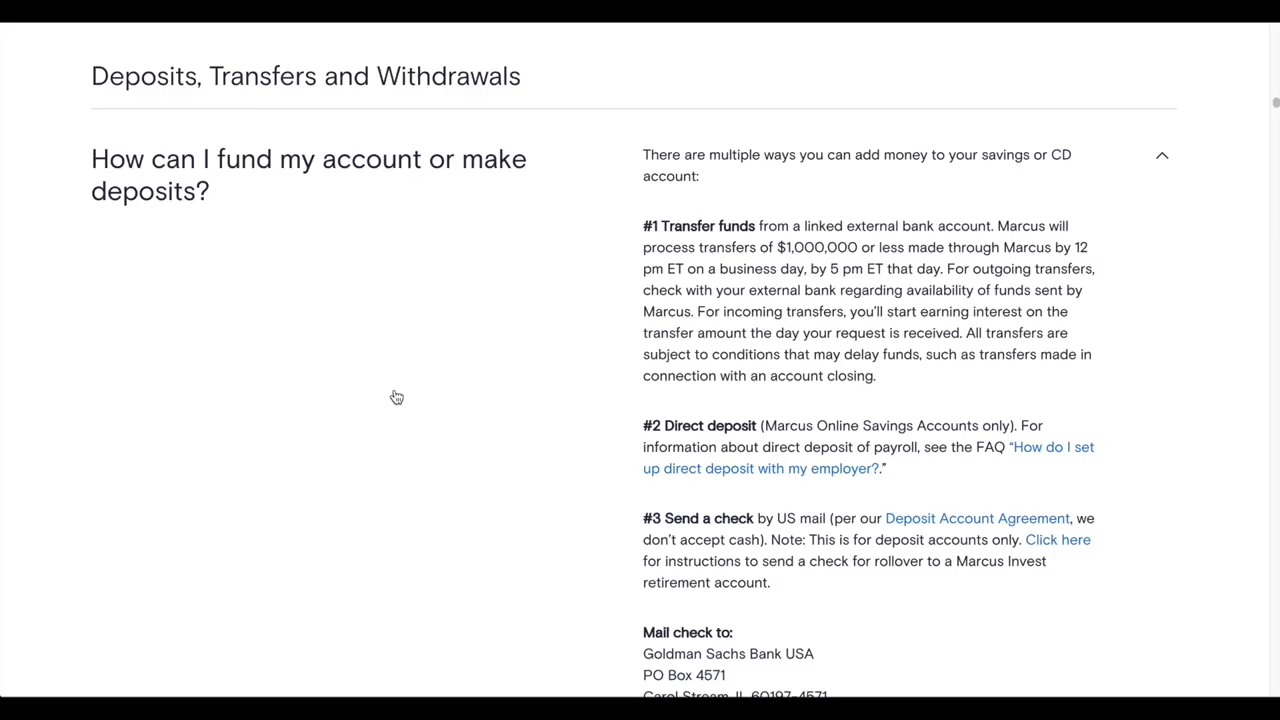 Deposits, Transfers and Withdrawals
How can I fund my account or make
deposits?
There are multiple ways you can add money to your savings or CD
account:
#1 Transfer funds from a linked external bank account. Marcus will
process transfers of $1,000,000 or less made through Marcus by 12
pm ET on a business day, by 5 pm ET that day. For outgoing transfers,
check with your external bank regarding availability of funds sent by
Marcus. For incoming transfers, you’ll start earning interest on the
transfer amount the day your request is received. All transfers are
subject to conditions that may delay funds, such as transfers made in
connection with an account closing.
#2 Direct deposit (Marcus Online Savings Accounts only). For
information about direct deposit of payroll, see the FAQ “How do I set
up direct deposit with my employer?.”
#3 Send a check by US mail (per our Deposit Account Agreement, we
don’t accept cash). Note: This is for deposit accounts only. Click here
for instructions to send a check for rollover to a Marcus Invest
retirement account.
Mail check to:
Goldman Sachs Bank USA
PO Box 4571
Carol Stream, IL 60197-4571